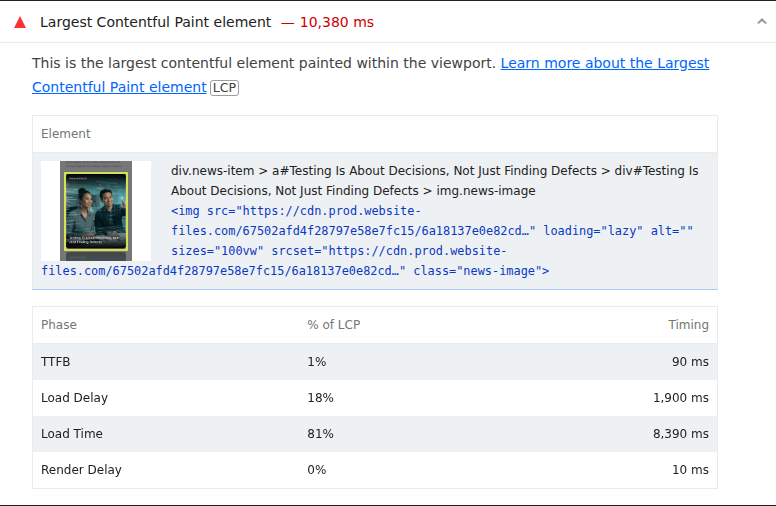 Largest Contentful Paint element — 10,380 ms
This is the largest contentful element painted within the viewport. Learn more about the Largest
Contentful Paint element LCP
Element
div.news-item > a#Testing Is About Decisions, Not Just Finding Defects > div#Testing Is
About Decisions, Not Just Finding Defects > img.news-image
<img src="https://cdn.prod.website-
files.com/67502afd4f28797e58e7fc15/6a18137e0e82cd…" loading="lazy" alt=""
sizes="100vw" srcset="https://cdn.prod.website-
files.com/67502afd4f28797e58e7fc15/6a18137e0e82cd…" class="news-image">
Phase % of LCP Timing
TTFB 1% 90 ms
Load Delay 18% 1,900 ms
Load Time 81% 8,390 ms
Render Delay 0% 10 ms